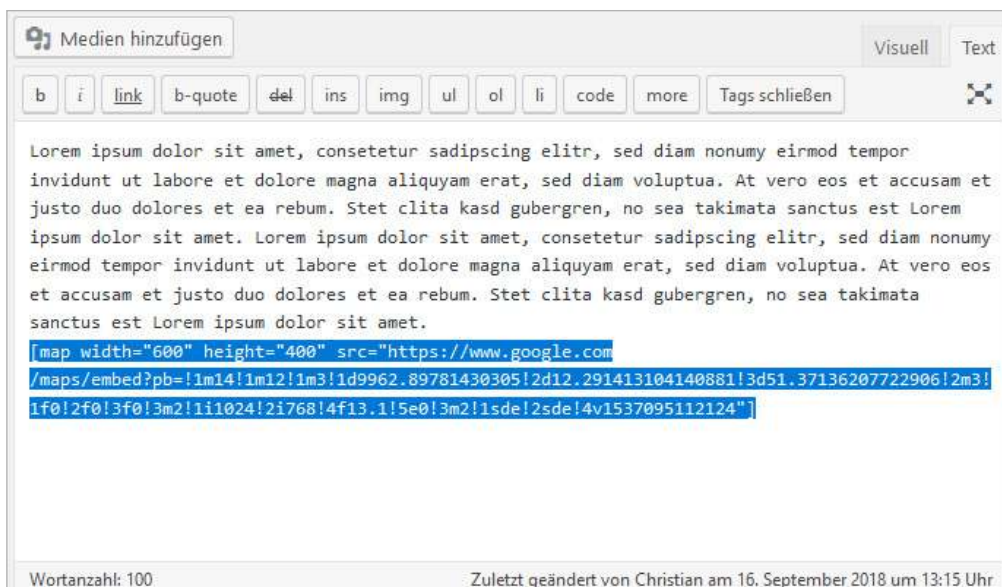 Medien hinzufügen
Visuell Text
b i link b-quote del ins img ul ol li code more Tags schließen
Lorem ipsum dolor sit amet, consetetur sadipscing elitr, sed diam nonumy eirmod tempor
invidunt ut labore et dolore magna aliquyam erat, sed diam voluptua. At vero eos et accusam et
justo duo dolores et ea rebum. Stet clita kasd gubergren, no sea takimata sanctus est Lorem
ipsum dolor sit amet. Lorem ipsum dolor sit amet, consetetur sadipscing elitr, sed diam nonumy
eirmod tempor invidunt ut labore et dolore magna aliquyam erat, sed diam voluptua. At vero eos
et accusam et justo duo dolores et ea rebum. Stet clita kasd gubergren, no sea takimata
sanctus est Lorem ipsum dolor sit amet.
[map width="600" height="400" src="https://www.google.com
/maps/embed?pb=!1m14!1m12!1m3!1d9962.89781430305!2d12.291413104140881!3d51.37136207722906!2m3!
1f0!2f0!3f0!3m2!1i1024!2i768!4f13.1!5e0!3m2!1sde!2sde!4v1537095112124"]
Wortanzahl: 100 Zuletzt geändert von Christian am 16. September 2018 um 13:15 Uhr